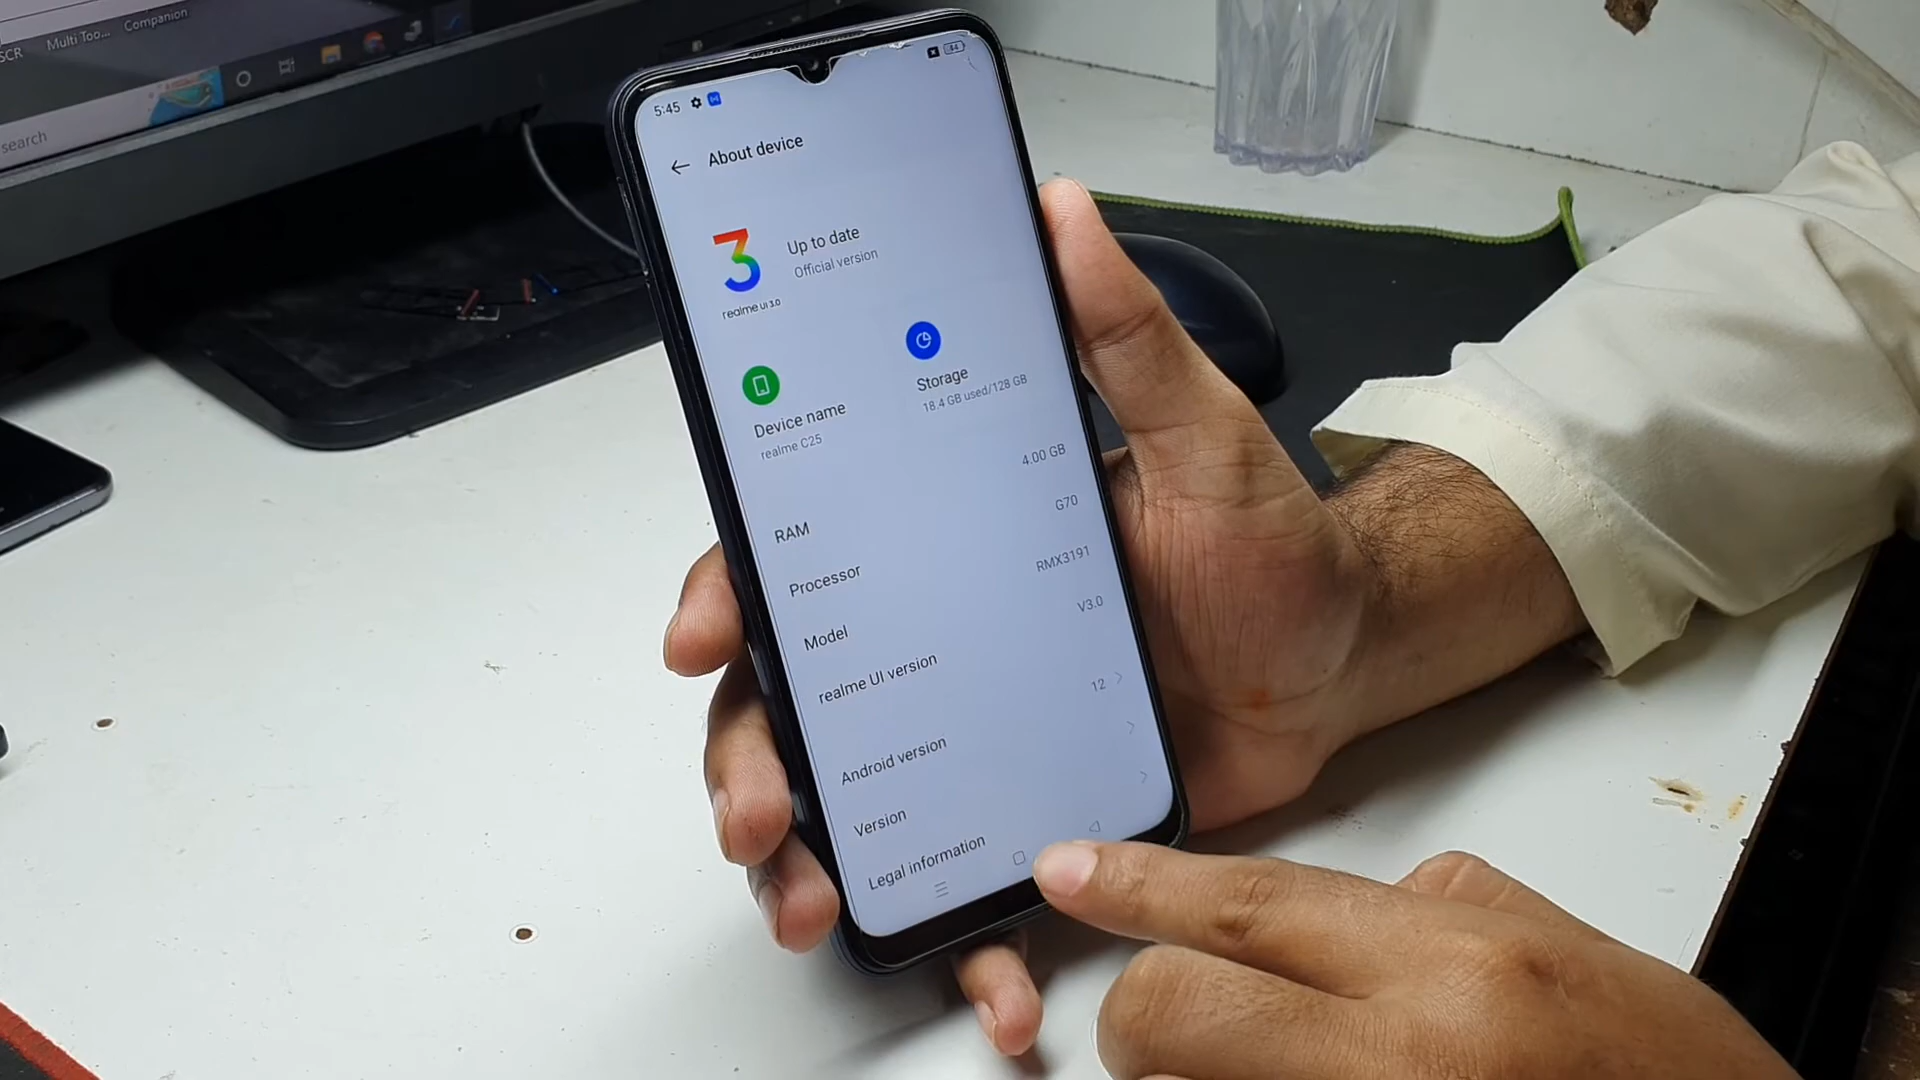 Companion
SCR
Multi Too...
search
5:45
44
About device
3
realme UI 3.0
Up to date
Official version
Device name
realme C25
Storage
18.4 GB used/128 GB
RAM
4.00 GB
Processor
G70
Model
RMX3191
realme UI version
V3.0
Android version
12
Version
Legal information